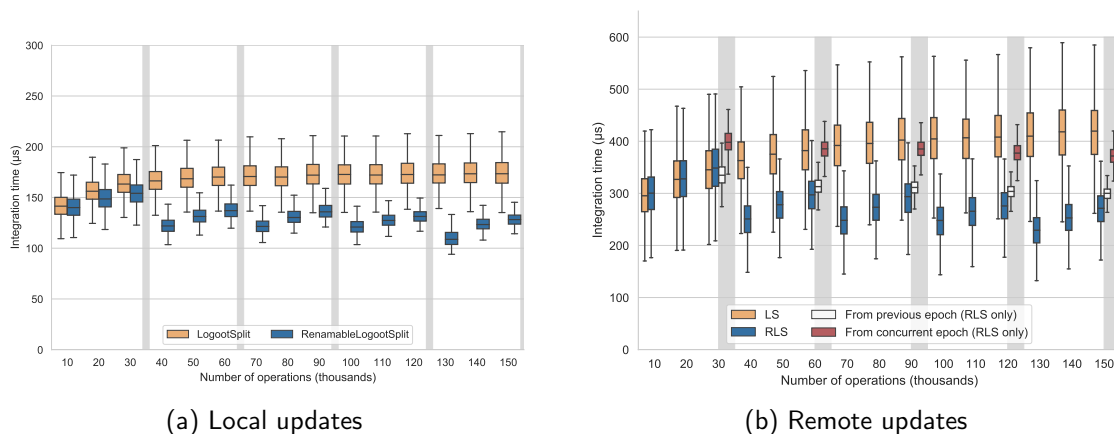 300
250
200
150
100
50
0
Integration time (µs)
LogootSplit RenamableLogootSplit
10 20 30 40 50 60 70 80 90 100 110 120 130 140 150
Number of operations (thousands)
(a) Local updates
600
500
400
300
200
100
0
Integration time (µs)
LS From previous epoch (RLS only)
RLS From concurrent epoch (RLS only)
10 20 30 40 50 60 70 80 90 100 110 120 130 140 150
Number of operations (thousands)
(b) Remote updates